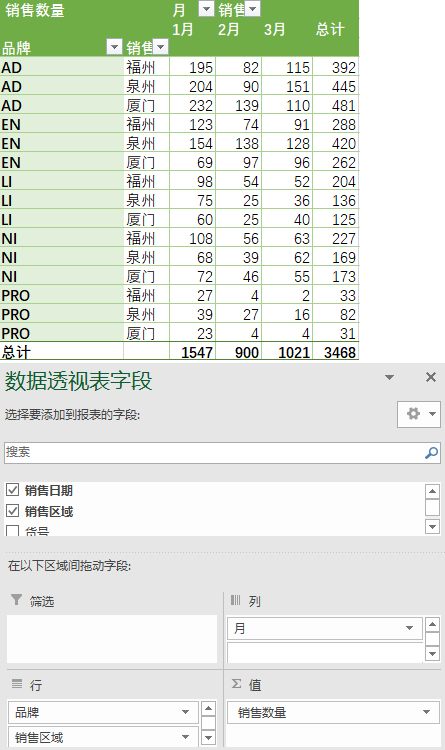 销售数量 月 销售
1月 2月 3月 总计
品牌 销售
AD 福州 195 82 115 392
AD 泉州 204 90 151 445
AD 厦门 232 139 110 481
EN 福州 123 74 91 288
EN 泉州 154 138 128 420
EN 厦门 69 97 96 262
LI 福州 98 54 52 204
LI 泉州 75 25 36 136
LI 厦门 60 25 40 125
NI 福州 108 56 63 227
NI 泉州 68 39 62 169
NI 厦门 72 46 55 173
PRO 福州 27 4 2 33
PRO 泉州 39 27 16 82
PRO 厦门 23 4 4 31
总计 1547 900 1021 3468
数据透视表字段
选择要添加到报表的字段:
搜索
销售日期
销售区域
货号
在以下区域间拖动字段:
筛选 列
月
行 Σ 值
品牌 销售数量
销售区域